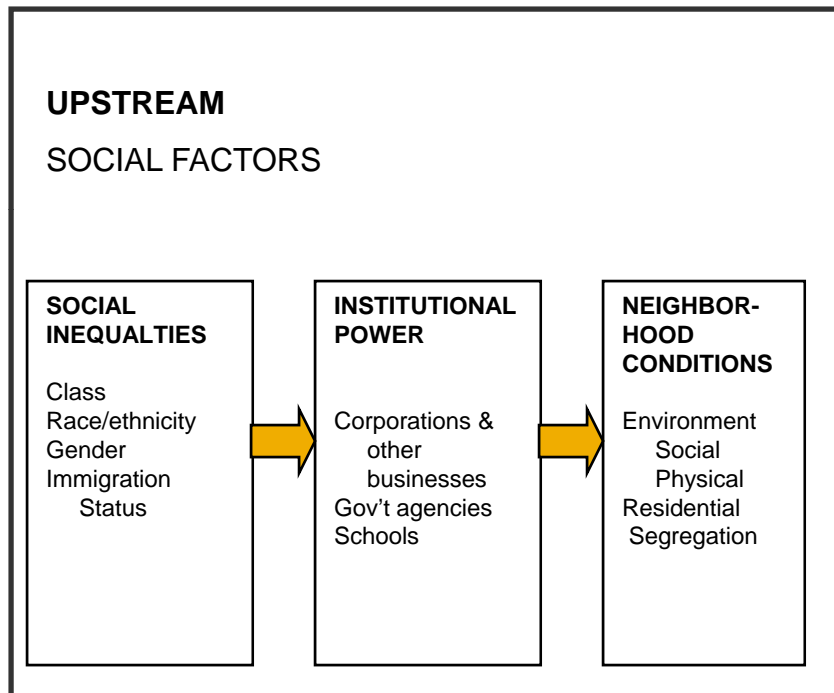 UPSTREAM
SOCIAL FACTORS
SOCIAL
INEQUALTIES
Class
Race/ethnicity
Gender
Immigration
Status
INSTITUTIONAL
POWER
Corporations &
other
businesses
Gov’t agencies
Schools
NEIGHBOR-
HOOD
CONDITIONS
Environment
Social
Physical
Residential
Segregation